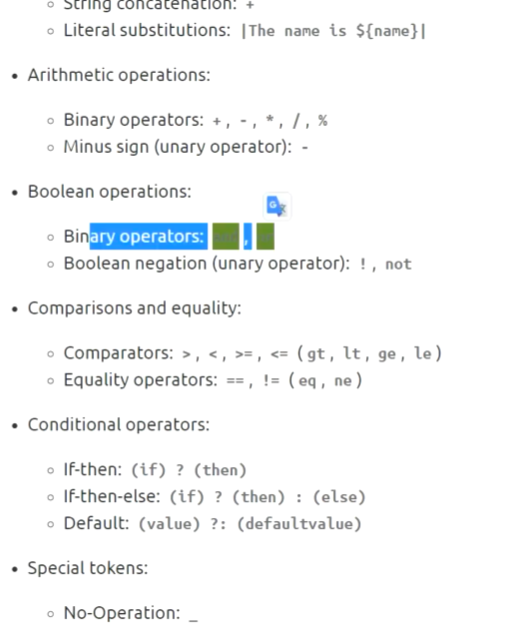 String concatenation: +
Literal substitutions: |The name is ${name}|
Arithmetic operations:
Binary operators: +, -, *, /, %
Minus sign (unary operator): -
Boolean operations:
Binary operators: and, or
Boolean negation (unary operator): !, not
Comparisons and equality:
Comparators: >, <, >=, <= (gt, lt, ge, le)
Equality operators: ==, != (eq, ne)
Conditional operators:
If-then: (if) ? (then)
If-then-else: (if) ? (then) : (else)
Default: (value) ?: (defaultvalue)
Special tokens:
No-Operation: _